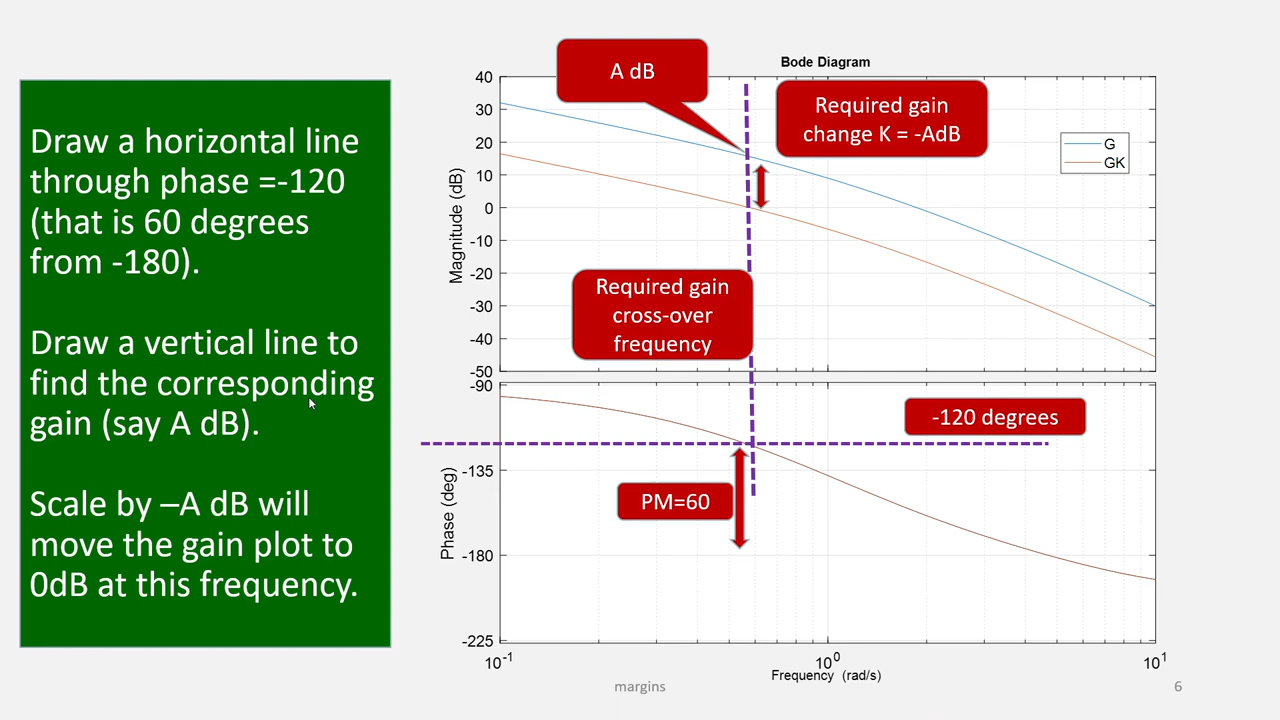 Draw a horizontal line
through phase =-120
(that is 60 degrees
from -180).
Draw a vertical line to
find the corresponding
gain (say A dB).
Scale by –A dB will
move the gain plot to
0dB at this frequency.
Bode Diagram
A dB
Required gain
change K = -AdB
G
GK
Magnitude (dB)
40
30
20
10
0
-10
-20
-30
-40
-50
Required gain
cross-over
frequency
-120 degrees
PM=60
Phase (deg)
-90
-135
-180
-225
10-1
100
101
Frequency (rad/s)
margins
6